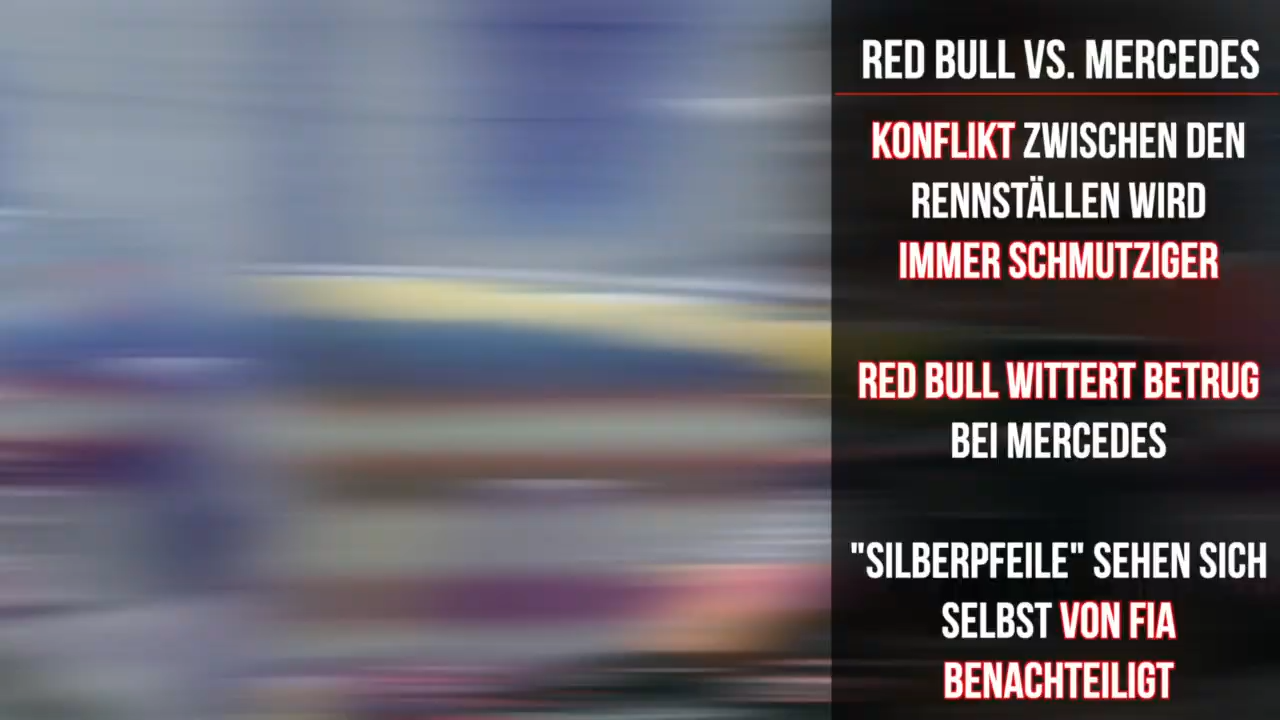 RED BULL VS. MERCEDES
KONFLIKT ZWISCHEN DEN
RENNSTÄLLEN WIRD
IMMER SCHMUTZIGER
RED BULL WITTERT BETRUG
BEI MERCEDES
"SILBERPFEILE" SEHEN SICH
SELBST VON FIA
BENACHTEILIGT